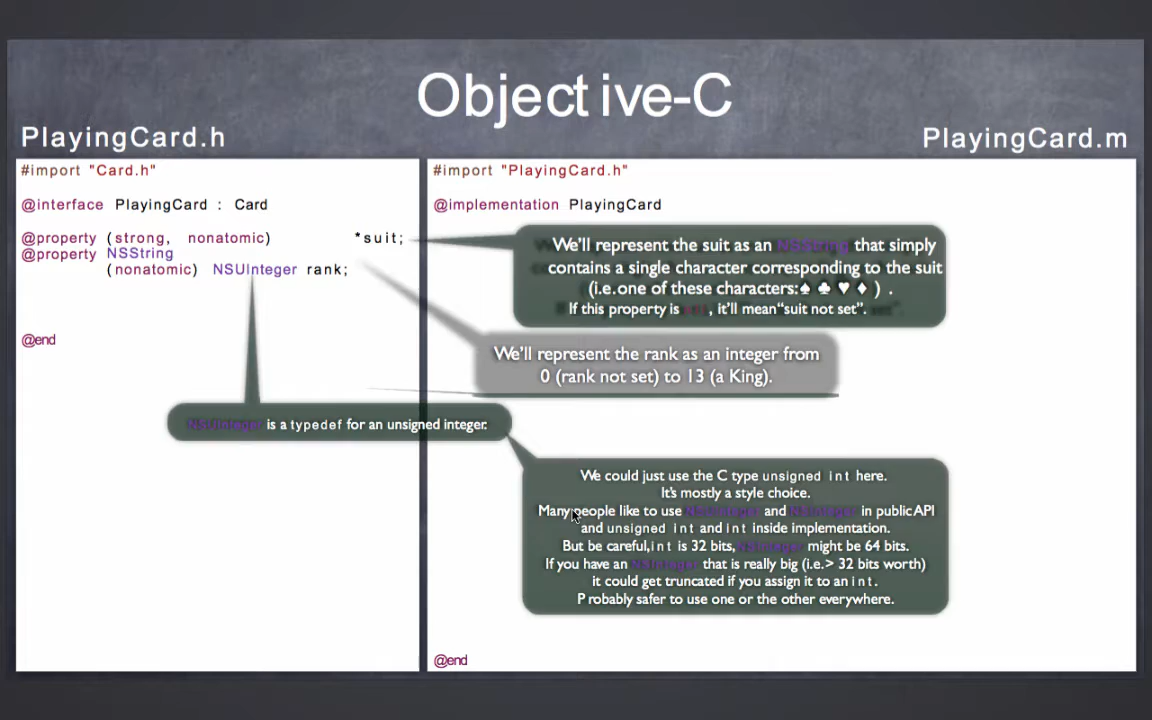 Objective-C
PlayingCard.h
PlayingCard.m
#import "Card.h"
@interface PlayingCard : Card
@property (strong, nonatomic) *suit;
@property NSString
(nonatomic) NSUInteger rank;
@end
#import "PlayingCard.h"
@implementation PlayingCard
We'll represent the suit as an NSString that simply
contains a single character corresponding to the suit
(i.e. one of these characters: ♠ ♣ ♥ ♦ ) .
If this property is nil, it'll mean "suit not set".
We'll represent the rank as an integer from
0 (rank not set) to 13 (a King).
NSUInteger is a typedef for an unsigned integer.
We could just use the C type unsigned int here.
It's mostly a style choice.
Many people like to use NSUInteger and NSInteger in public API
and unsigned int and int inside implementation.
But be careful, int is 32 bits, NSInteger might be 64 bits.
If you have an NSInteger that is really big (i.e. > 32 bits worth)
it could get truncated if you assign it to an int.
Probably safer to use one or the other everywhere.
@end